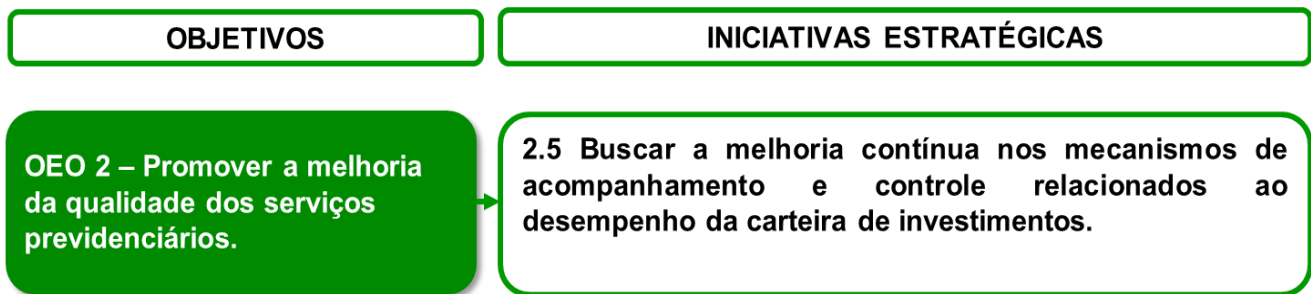 OBJETIVOS
INICIATIVAS ESTRATÉGICAS
OEO 2 – Promover a melhoria
da qualidade dos serviços
previdenciários.
2.5 Buscar a melhoria contínua nos mecanismos de
acompanhamento e controle relacionados ao
desempenho da carteira de investimentos.